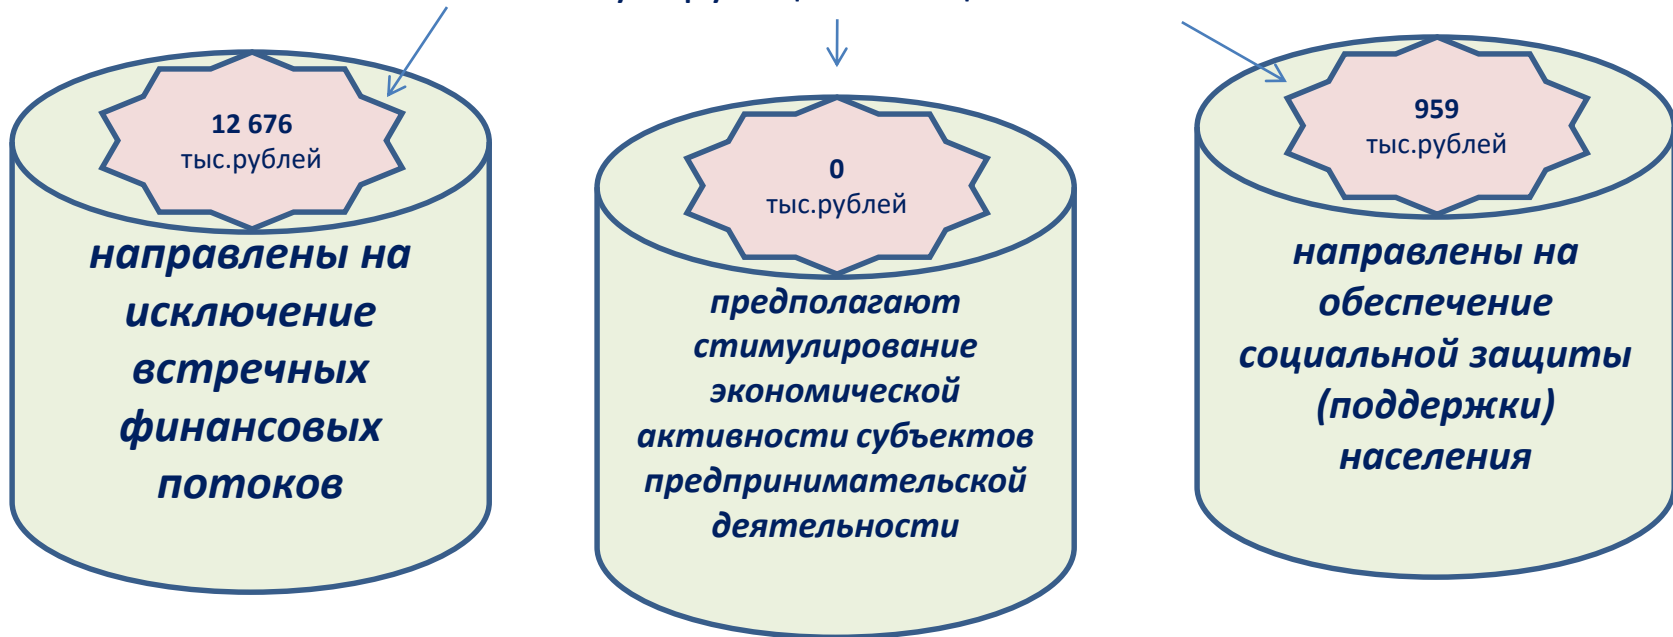 12 676
тыс.рублей
направлены на
исключение
встречных
финансовых
потоков
0
тыс.рублей
предполагают
стимулирование
экономической
активности субъектов
предпринимательской
деятельности
959
тыс.рублей
направлены на
обеспечение
социальной защиты
(поддержки)
населения